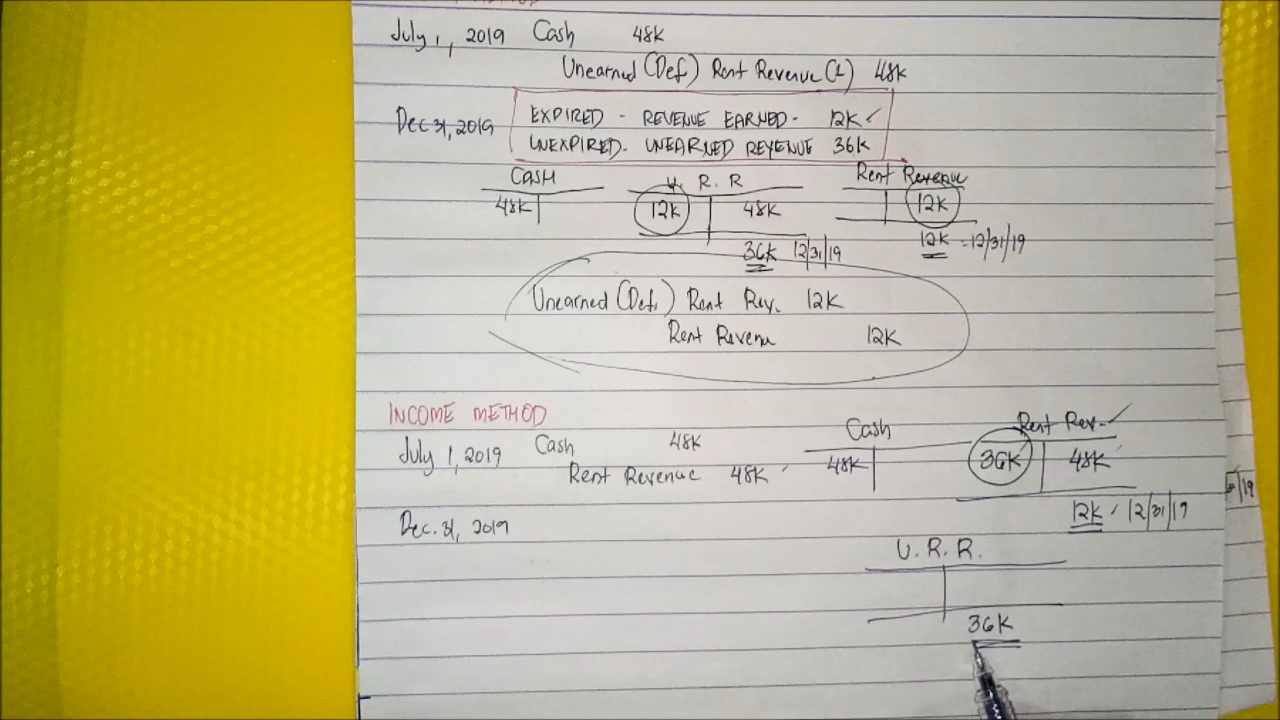 METHOD
July 1, 2019 Cash 48K
Unearned (Def.) Rent Revenue (L) 48K
Dec 31, 2019
EXPIRED - REVENUE EARNED - 12K ✓
UNEXPIRED - UNEARNED REVENUE 36K
Cash U. R. R Rent Revenue
48K 12K 48K 12K
36K 12/31/19 12K = 12/31/19
Unearned (Def.) Rent Rev. 12K
Rent Revenu 12K
INCOME METHOD
July 1, 2019 Cash 48K
Rent Revenue 48K
Cash Rent Rev. ✓
48K 36K 48K
12K 12/31/19
Dec. 31, 2019
U. R. R.
36K
/19